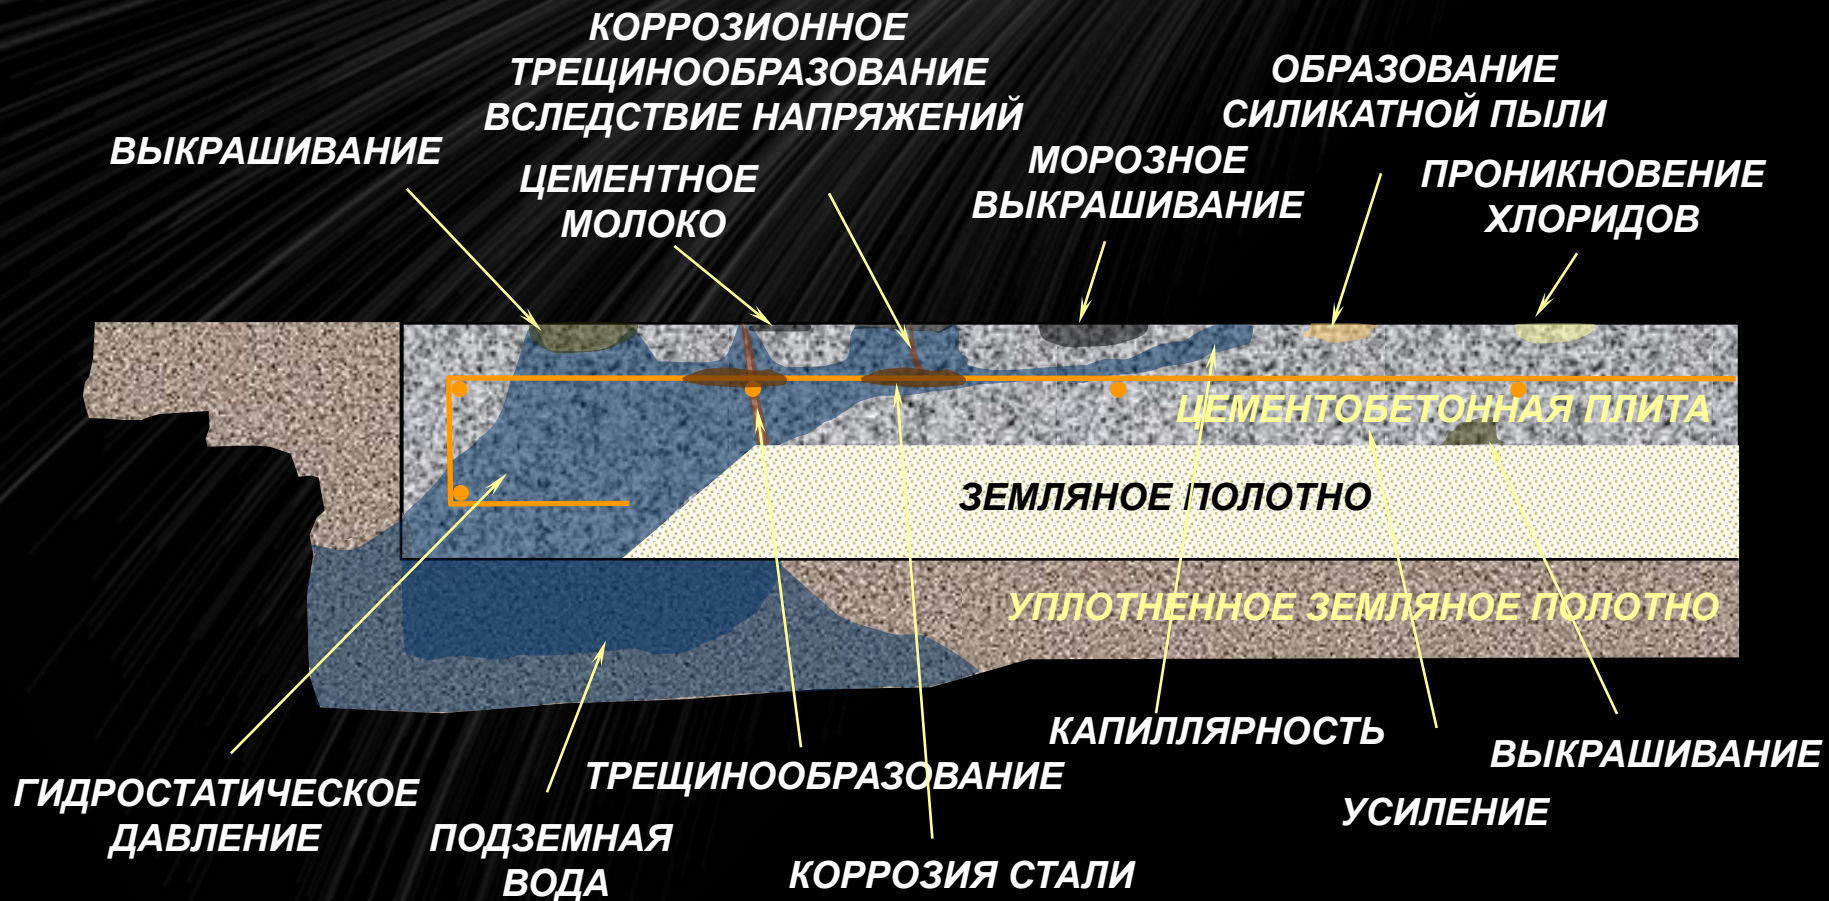 КОРРОЗИОННОЕ
ТРЕЩИНООБРАЗОВАНИЕ
ВСЛЕДСТВИЕ НАПРЯЖЕНИЙ
ОБРАЗОВАНИЕ
СИЛИКАТНОЙ ПЫЛИ
ВЫКРАШИВАНИЕ
ЦЕМЕНТНОЕ
МОЛОКО
МОРОЗНОЕ
ВЫКРАШИВАНИЕ
ПРОНИКНОВЕНИЕ
ХЛОРИДОВ
ЦЕМЕНТОБЕТОННАЯ ПЛИТА
ЗЕМЛЯНОЕ ПОЛОТНО
УПЛОТНЕННОЕ ЗЕМЛЯНОЕ ПОЛОТНО
ГИДРОСТАТИЧЕСКОЕ
ДАВЛЕНИЕ
ПОДЗЕМНАЯ
ВОДА
ТРЕЩИНООБРАЗОВАНИЕ
КОРРОЗИЯ СТАЛИ
КАПИЛЛЯРНОСТЬ
УСИЛЕНИЕ
ВЫКРАШИВАНИЕ